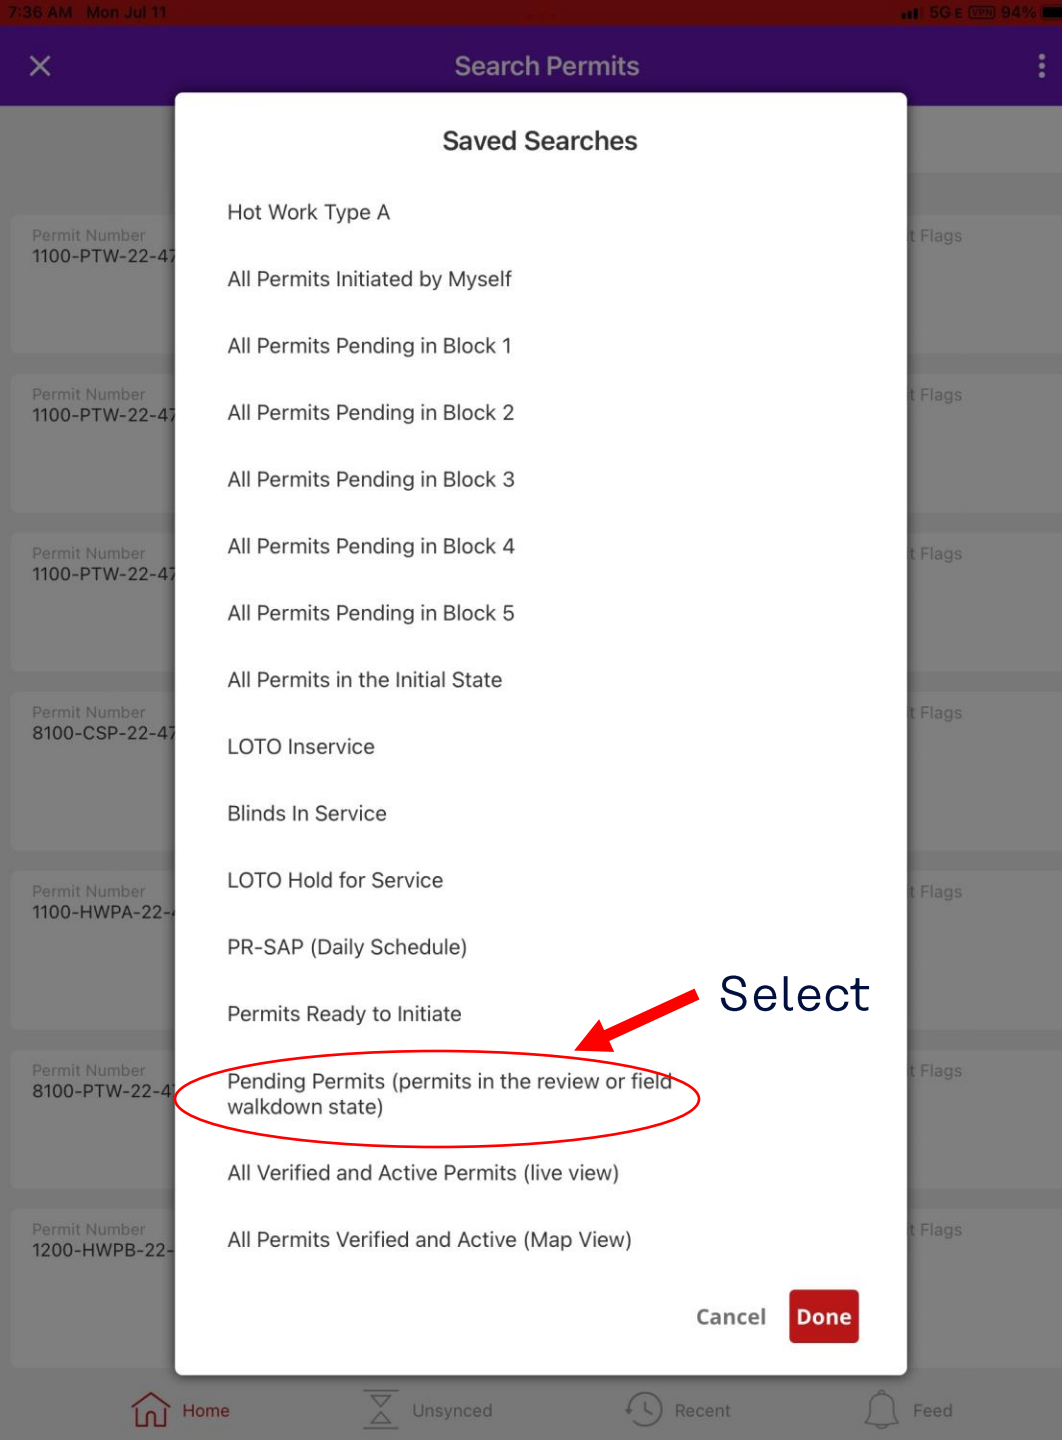 7:36 AM Mon Jul 11
5G E VPN 94%
Search Permits
Saved Searches
Hot Work Type A
All Permits Initiated by Myself
All Permits Pending in Block 1
All Permits Pending in Block 2
All Permits Pending in Block 3
All Permits Pending in Block 4
All Permits Pending in Block 5
All Permits in the Initial State
LOTO Inservice
Blinds In Service
LOTO Hold for Service
PR-SAP (Daily Schedule)
Permits Ready to Initiate
Select
Pending Permits (permits in the review or field
walkdown state)
All Verified and Active Permits (live view)
All Permits Verified and Active (Map View)
Cancel Done
Permit Number
1100-PTW-22-47
t Flags
Permit Number
1100-PTW-22-47
t Flags
Permit Number
1100-PTW-22-47
t Flags
Permit Number
8100-CSP-22-47
t Flags
Permit Number
1100-HWPA-22-
t Flags
Permit Number
8100-PTW-22-4
t Flags
Permit Number
1200-HWPB-22-
t Flags
Home Unsynced Recent Feed